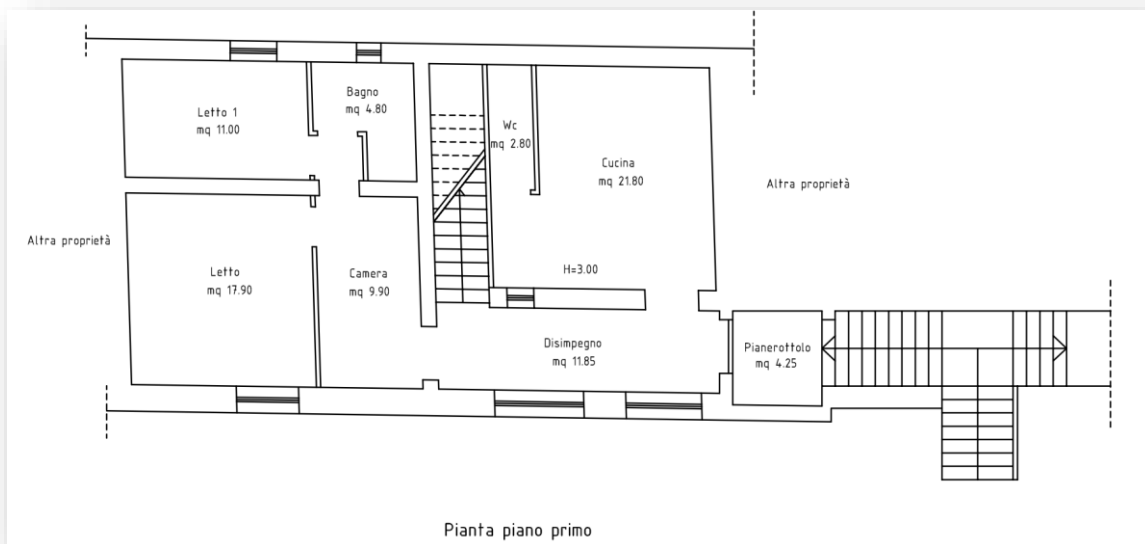 Letto 1
mq 11.00
Bagno
mq 4.80
Wc
mq 2.80
Cucina
mq 21.80
Altra proprietà
Altra proprietà
Letto
mq 17.90
Camera
mq 9.90
H=3.00
Disimpegno
mq 11.85
Pianerottolo
mq 4.25
Pianta piano primo